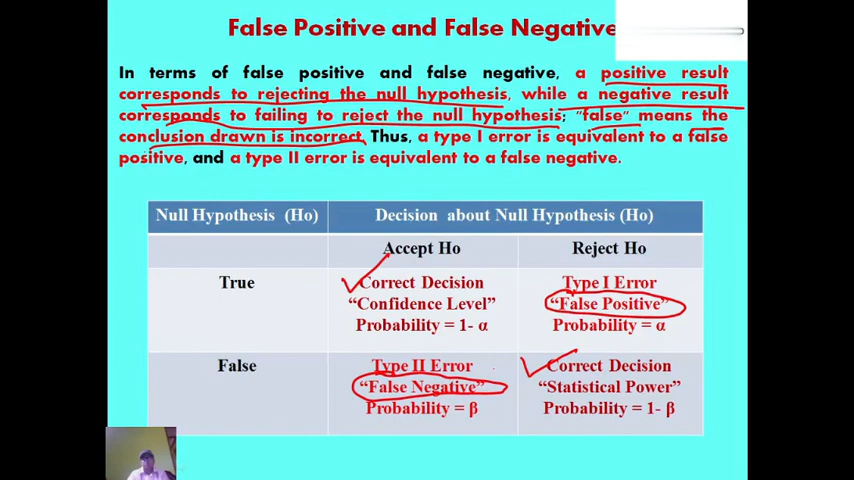 False Positive and False Negative
In terms of false positive and false negative, a positive result
corresponds to rejecting the null hypothesis, while a negative result
corresponds to failing to reject the null hypothesis; "false" means the
conclusion drawn is incorrect. Thus, a type I error is equivalent to a false
positive, and a type II error is equivalent to a false negative.
Null Hypothesis (Ho) Decision about Null Hypothesis (Ho)
Accept Ho Reject Ho
True Correct Decision Type I Error
“Confidence Level” “False Positive”
Probability = 1- α Probability = α
False Type II Error Correct Decision
“False Negative” “Statistical Power”
Probability = β Probability = 1- β